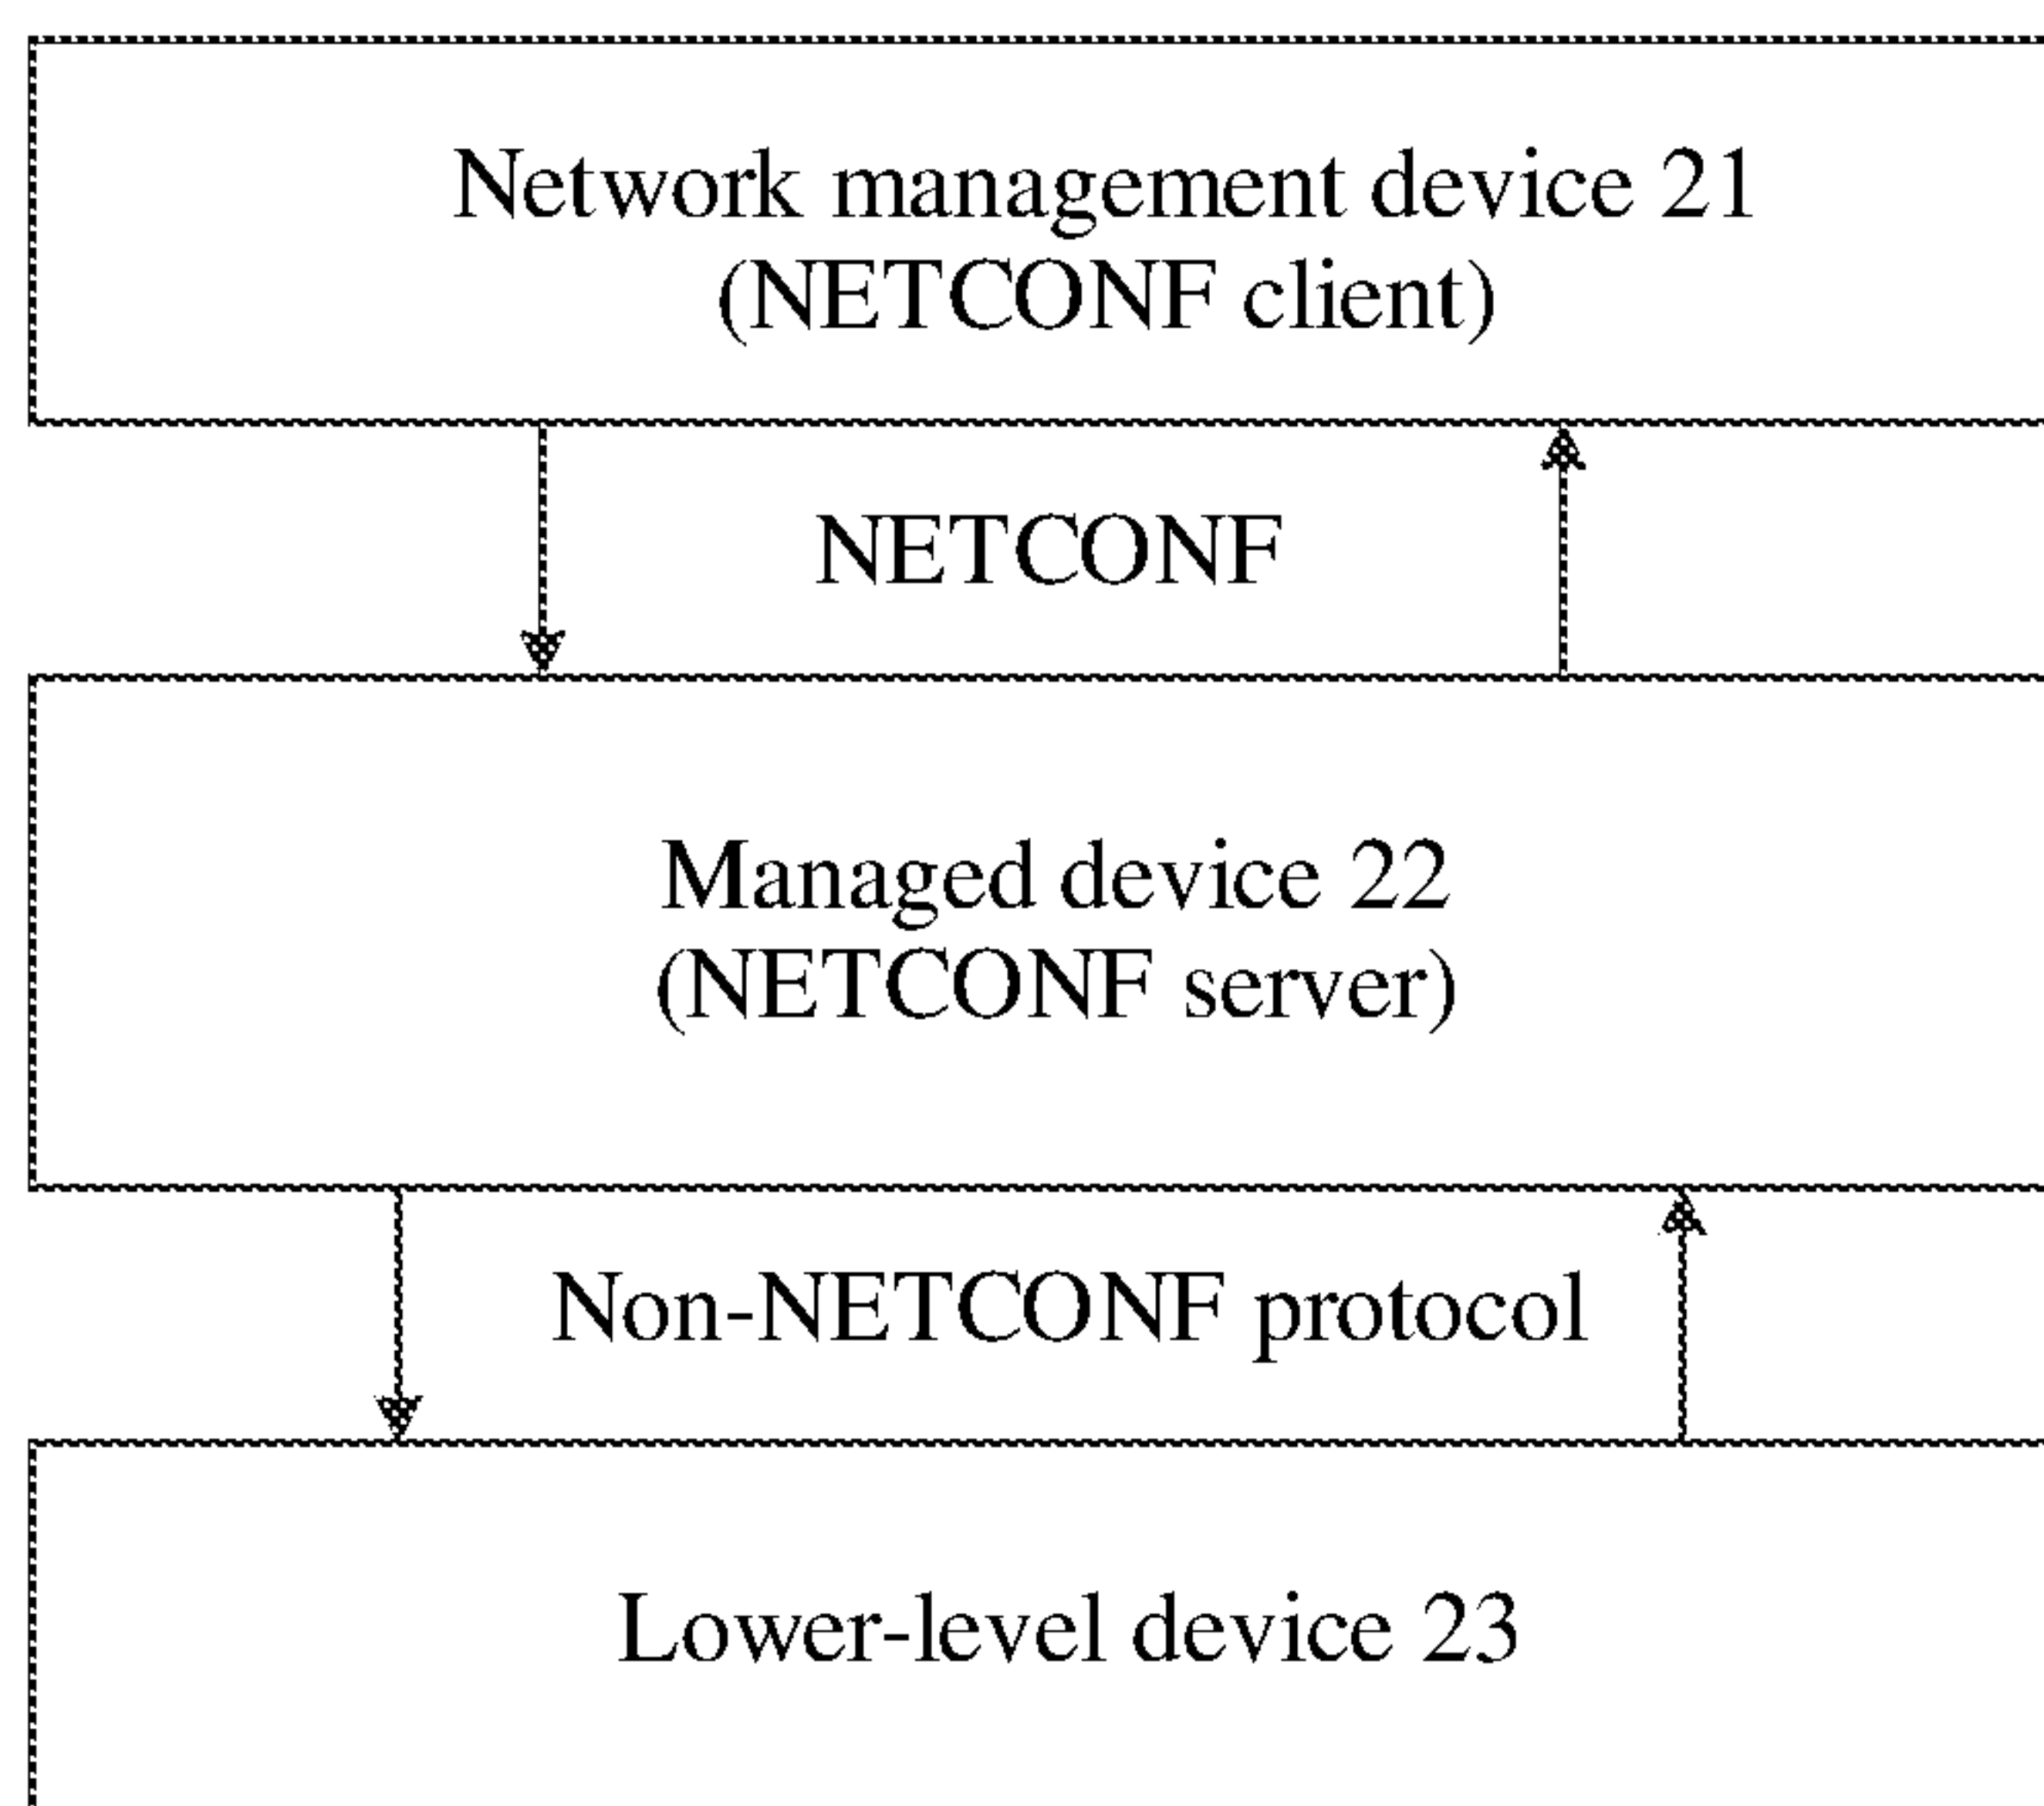 Network management device 21
(NETCONF client)
NETCONF
Managed device 22
(NETCONF server)
Non-NETCONF protocol
Lower-level device 23